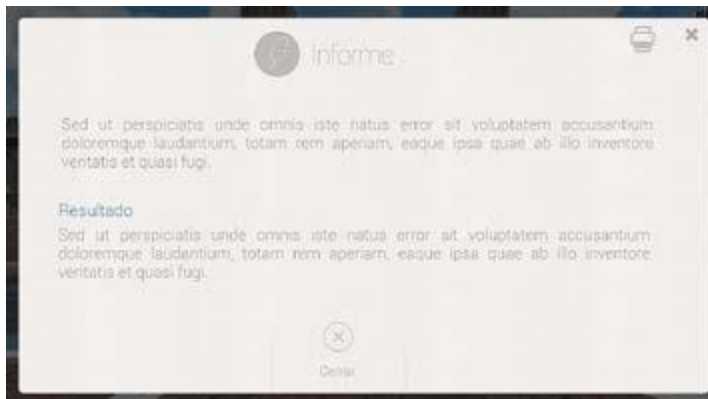 Informe
Sed ut perspiciatis unde omnis iste natus error sit voluptatem accusantium
doloremque laudantium, totam rem aperiam, eaque ipsa quae ab illo inventore
veritatis et quasi fugi.
Resultado
Sed ut perspiciatis unde omnis iste natus error sit voluptatem accusantium
doloremque laudantium, totam rem aperiam, eaque ipsa quae ab illo inventore
veritatis et quasi fugi.
Cerrar